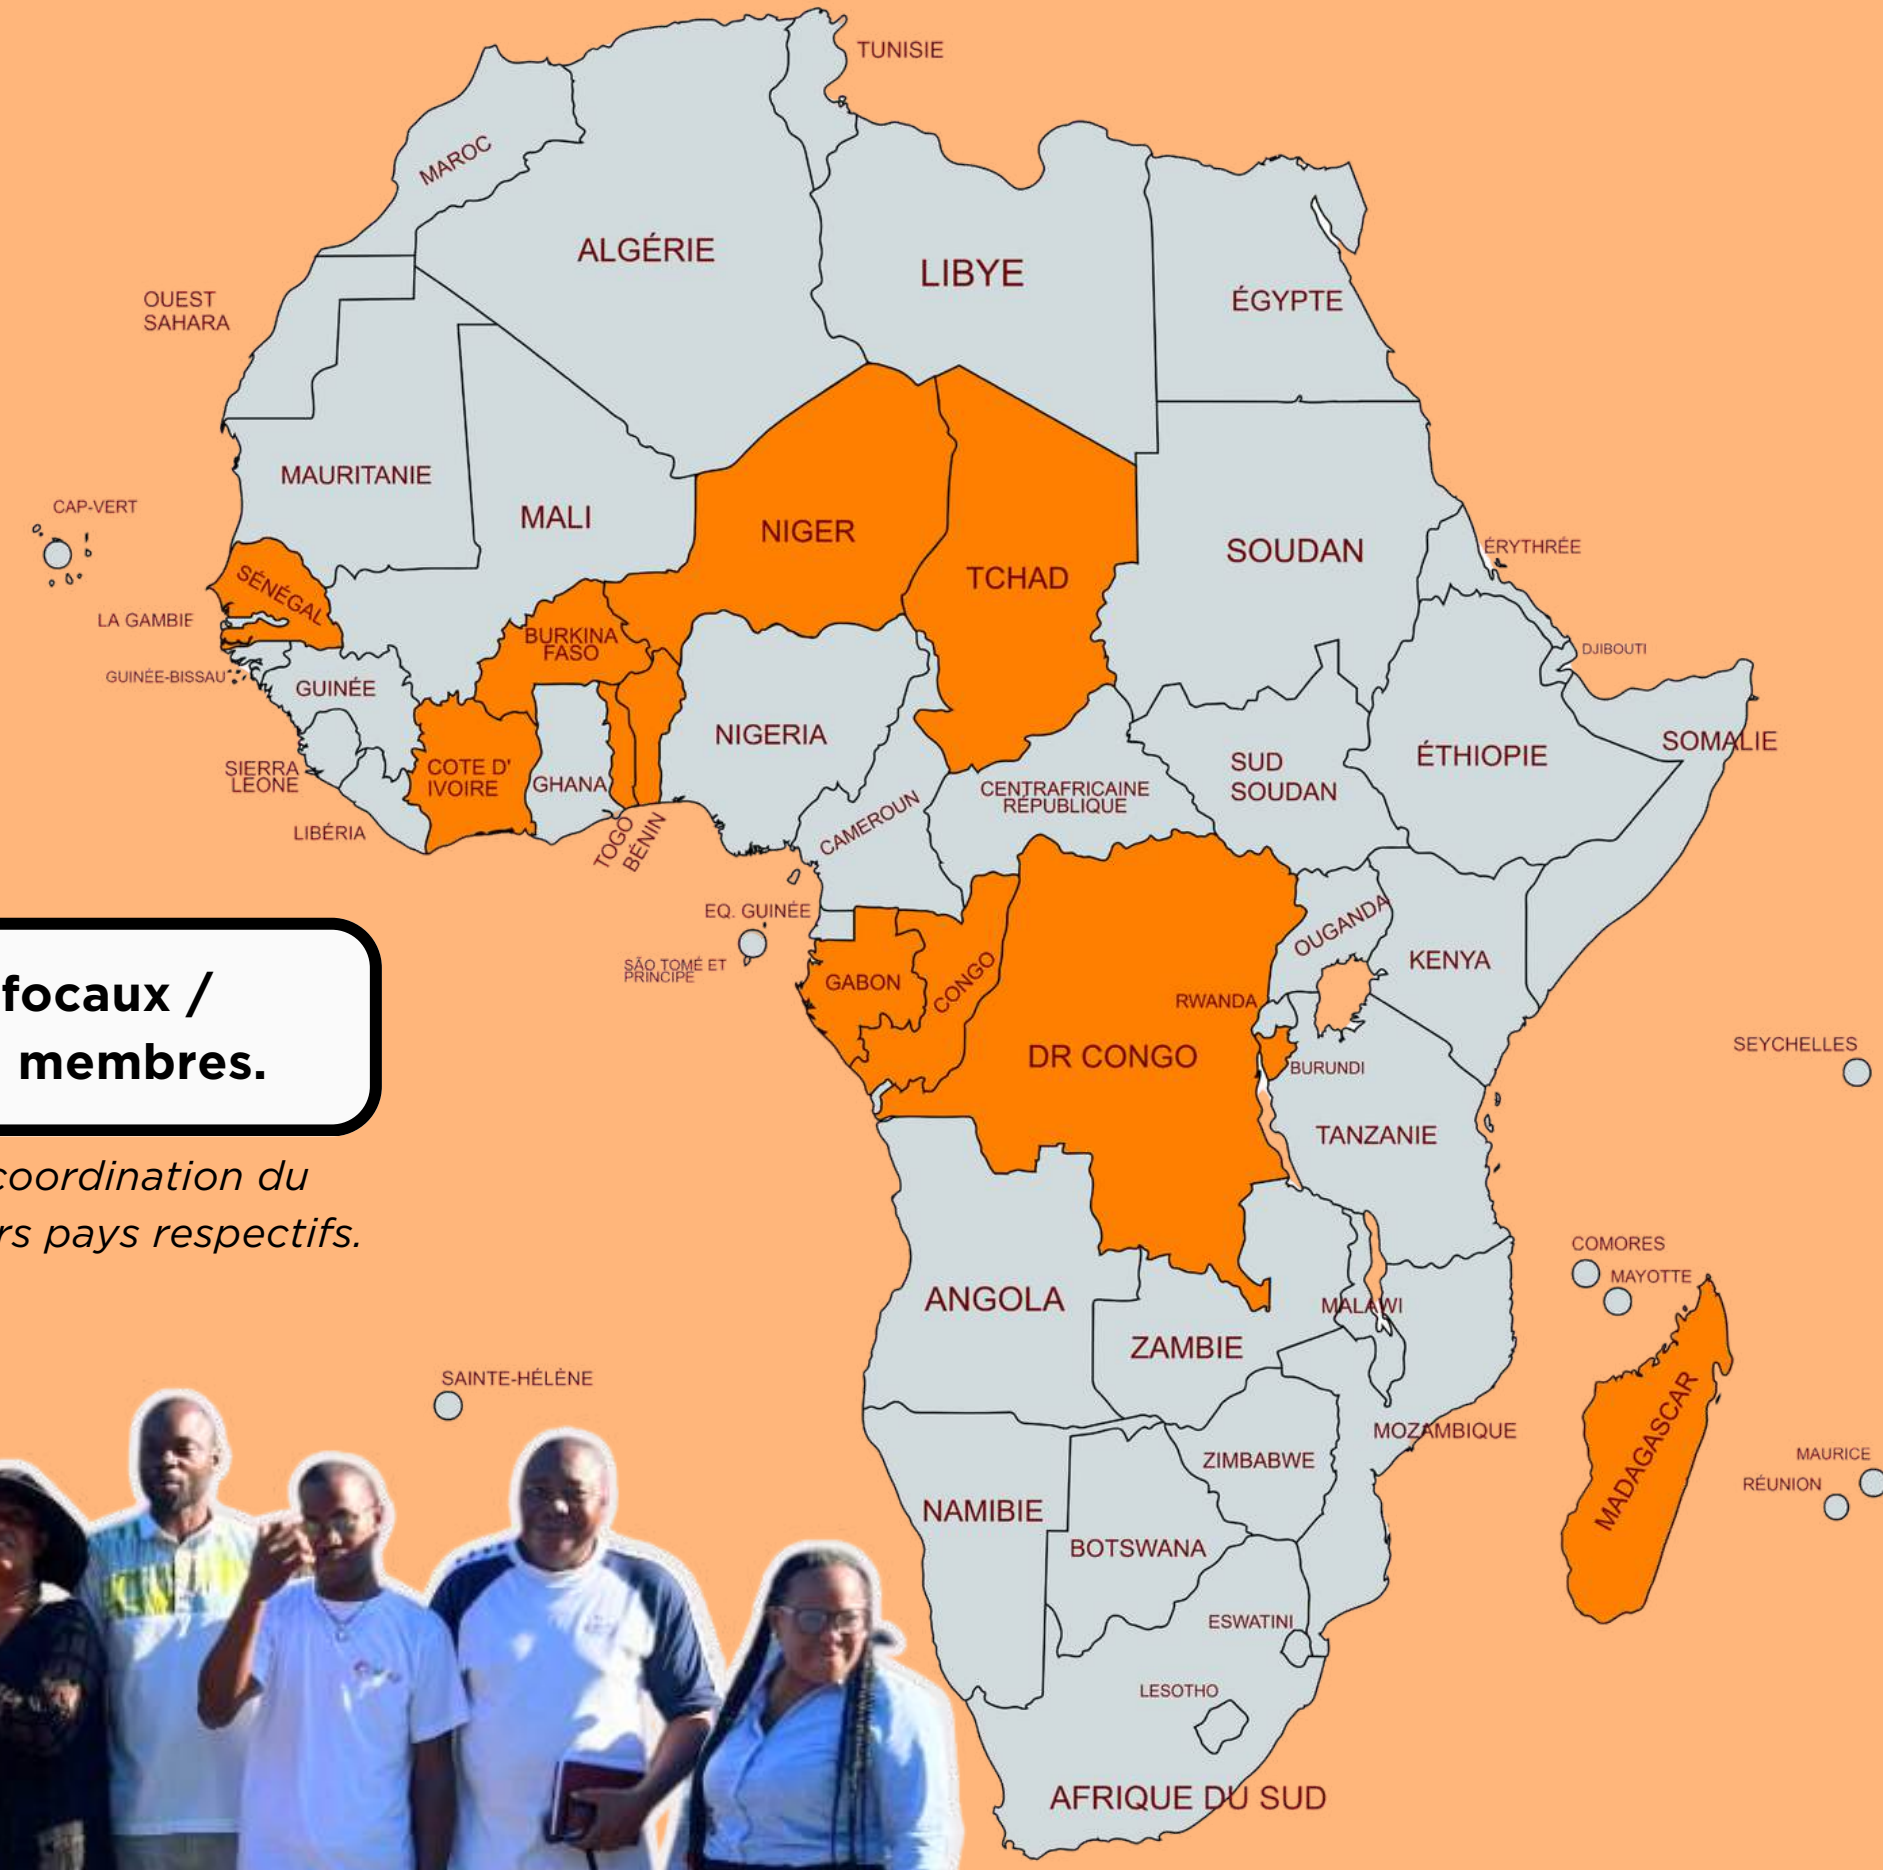 TUNISIE
MAROC
ALGÉRIE
LIBYE
ÉGYPTE
OUEST
SAHARA
MAURITANIE
MALI
NIGER
TCHAD
SOUDAN
CAP-VERT
ÉRYTHRÉE
SÉNÉGAL
LA GAMBIE
BURKINA
FASO
DJIBOUTI
GUINÉE-BISSAU
GUINÉE
NIGERIA
SOMALIE
ÉTHIOPIE
SUD
SOUDAN
SIERRA
LEONE
COTE D'
IVOIRE
GHANA
CENTRAFRICAINE
RÉPUBLIQUE
CAMEROUN
LIBÉRIA
TOGO
BÉNIN
EQ. GUINÉE
OUGANDA
KENYA
SÃO TOMÉ ET
PRINCIPE
GABON
CONGO
RWANDA
focaux /
membres.
DR CONGO
BURUNDI
SEYCHELLES
TANZANIE
coordination du
rs pays respectifs.
COMORES
MAYOTTE
ANGOLA
MALAWI
ZAMBIE
SAINTE-HÉLÈNE
MADAGASCAR
MOZAMBIQUE
ZIMBABWE
MAURICE
RÉUNION
NAMIBIE
BOTSWANA
ESWATINI
LESOTHO
AFRIQUE DU SUD